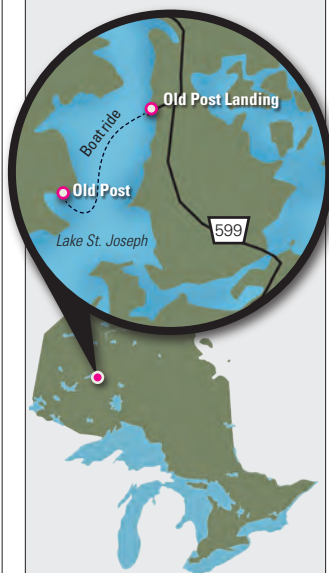 Old Post Landing
Boat ride
Old Post
599
Lake St. Joseph